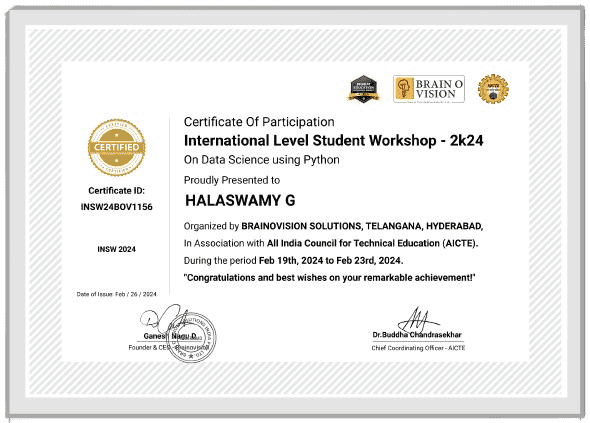 BRAIN O
VISION
Certificate Of Participation
International Level Student Workshop - 2k24
On Data Science using Python
CERTIFIED
Proudly Presented to
HALASWAMY G
Certificate ID:
INSW24BOV1156
Organized by BRAINOVISION SOLUTIONS, TELANGANA, HYDERABAD,
In Association with All India Council for Technical Education (AICTE).
INSW 2024
During the period Feb 19th, 2024 to Feb 23rd, 2024.
"Congratulations and best wishes on your remarkable achievement!"
Date of Issue: Feb / 26 / 2024
Ganesh Nagu D
Founder & CEO - Brainovision
Dr.Buddha Chandrasekhar
Chief Coordinating Officer - AICTE